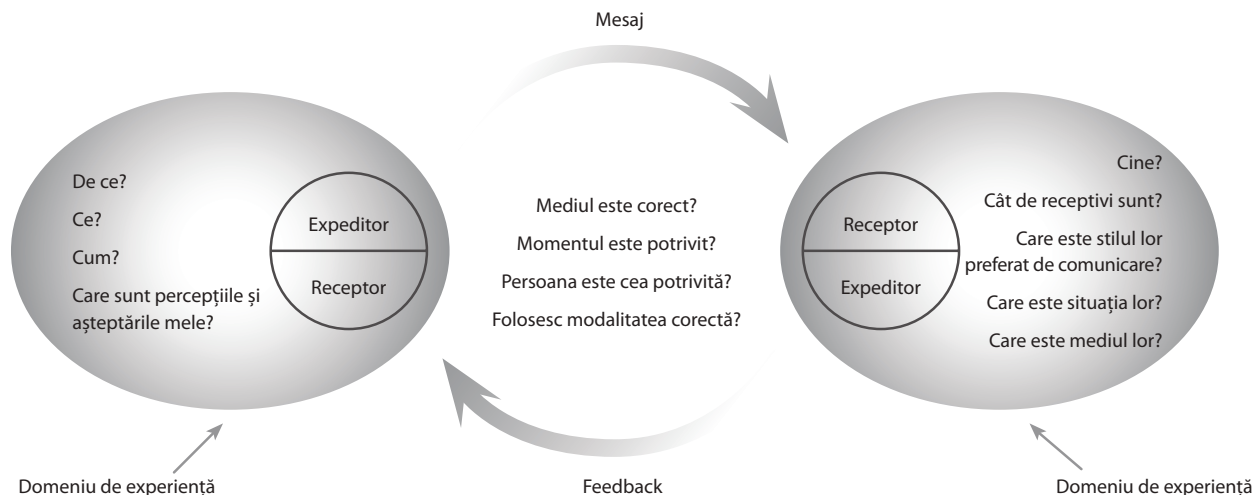 Mesaj
De ce?
Ce?
Cum?
Care sunt percepțiile și
așteptările mele?
Expeditor
Receptor
Mediul este corect?
Momentul este potrivit?
Persoana este cea potrivită?
Folosesc modalitatea corectă?
Receptor
Expeditor
Cine?
Cât de receptivi sunt?
Care este stilul lor
preferat de comunicare?
Care este situația lor?
Care este mediul lor?
Domeniu de experiență
Feedback
Domeniu de experiență